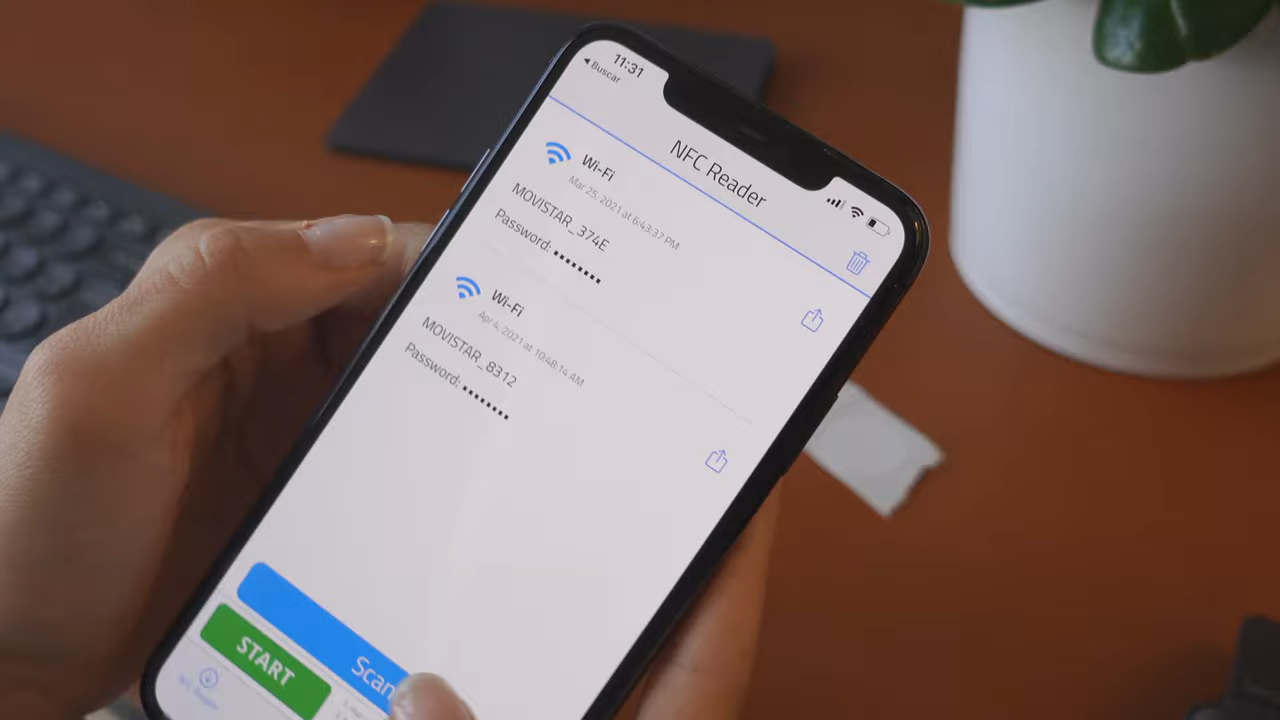 11:31
Buscar
NFC Reader
Wi-Fi
Mar 25, 2021 at 6:43:37 PM
MOVISTAR_374E
Password: ••••••••
Wi-Fi
Apr 4, 2021 at 10:48:14 AM
MOVISTAR_8312
Password: ••••••••
Scan
START